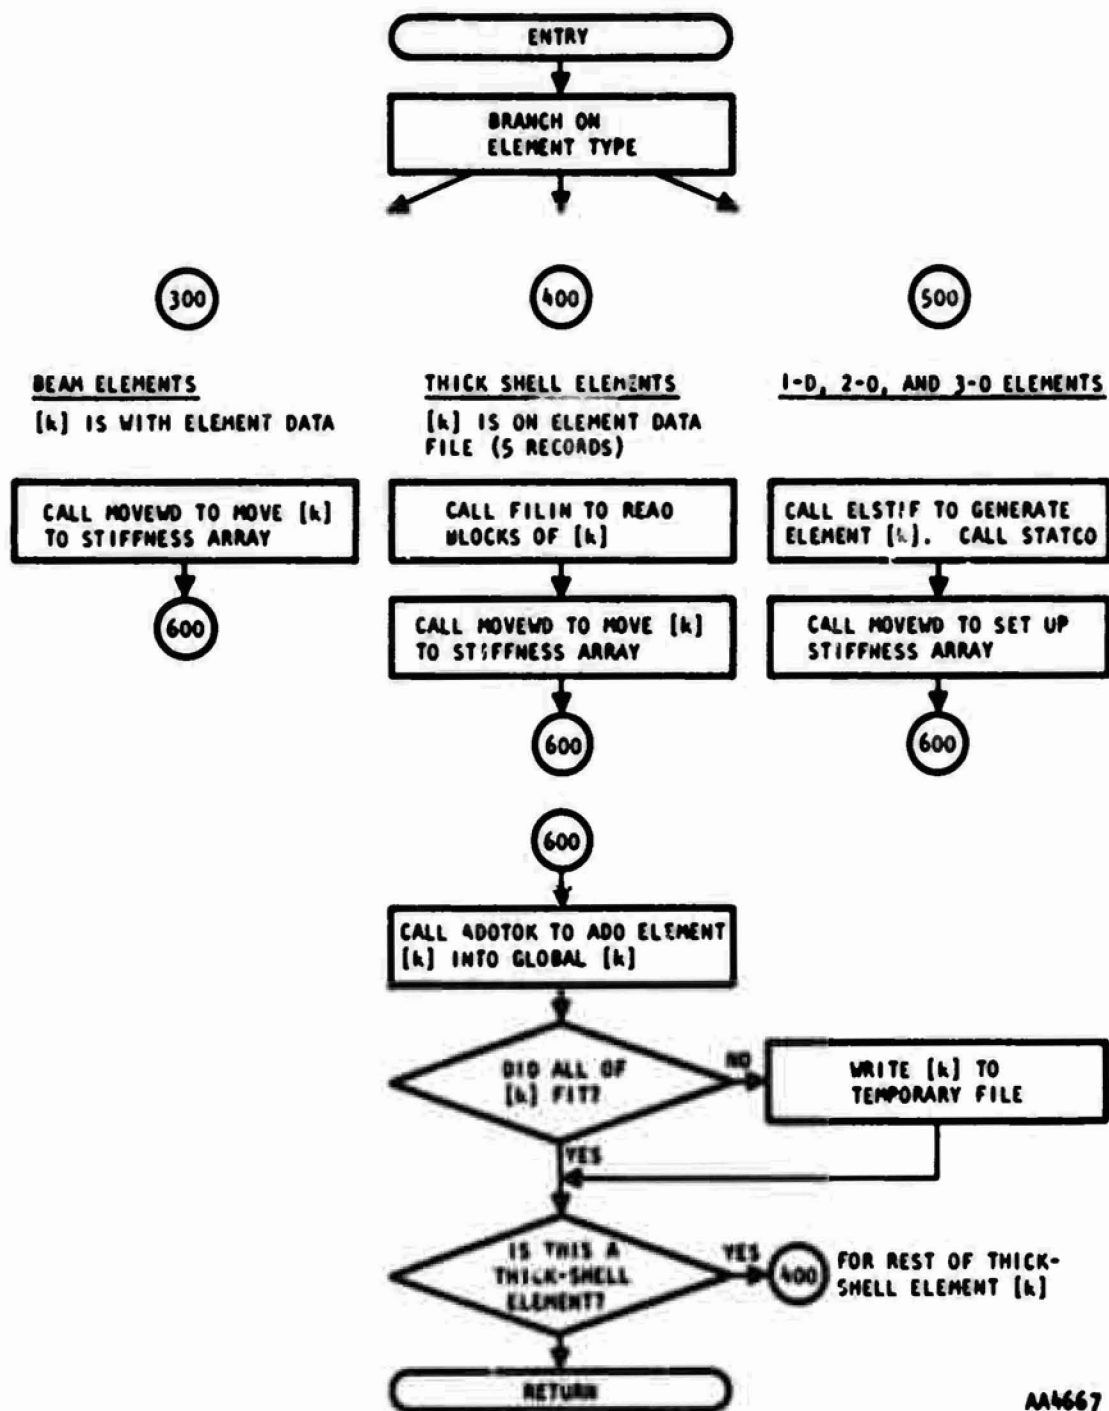 ENTRY
BRANCH ON
ELEMENT TYPE
300
400
500
BEAM ELEMENTS
[k] IS WITH ELEMENT DATA
THICK SHELL ELEMENTS
[k] IS ON ELEMENT DATA
FILE (5 RECORDS)
1-D, 2-D, AND 3-D ELEMENTS
CALL MOVEWD TO MOVE [k]
TO STIFFNESS ARRAY
600
CALL FILIN TO READ
BLOCKS OF [k]
CALL MOVEWD TO MOVE [k]
TO STIFFNESS ARRAY
600
CALL ELSTIF TO GENERATE
ELEMENT [k]. CALL STATCO
CALL MOVEWD TO SET UP
STIFFNESS ARRAY
600
600
CALL ADDTOK TO ADD ELEMENT
[k] INTO GLOBAL [k]
DID ALL OF
[k] FIT?
NO
WRITE [k] TO
TEMPORARY FILE
YES
IS THIS A
THICK-SHELL
ELEMENT?
YES
400
FOR REST OF THICK-
SHELL ELEMENT [k]
RETURN
AA4667